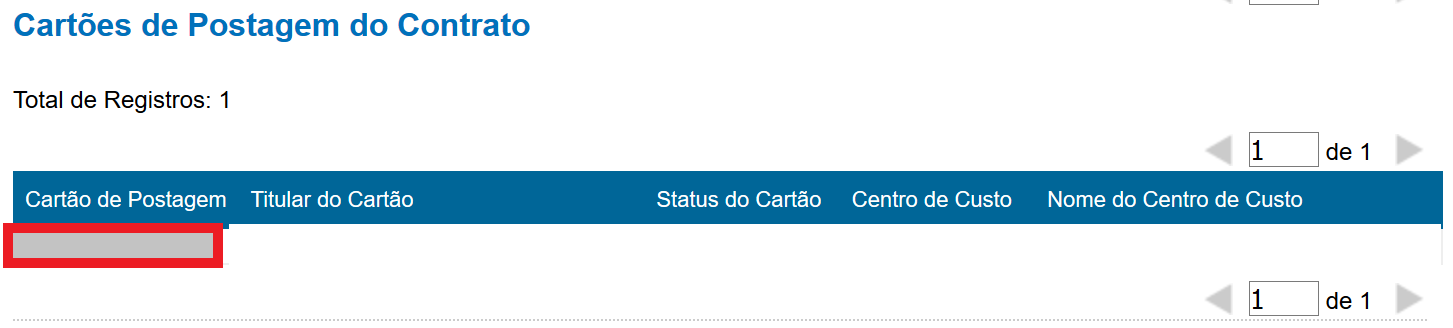 Cartões de Postagem do Contrato
Total de Registros: 1
1 de 1
Cartão de Postagem Titular do Cartão Status do Cartão Centro de Custo Nome do Centro de Custo
1 de 1